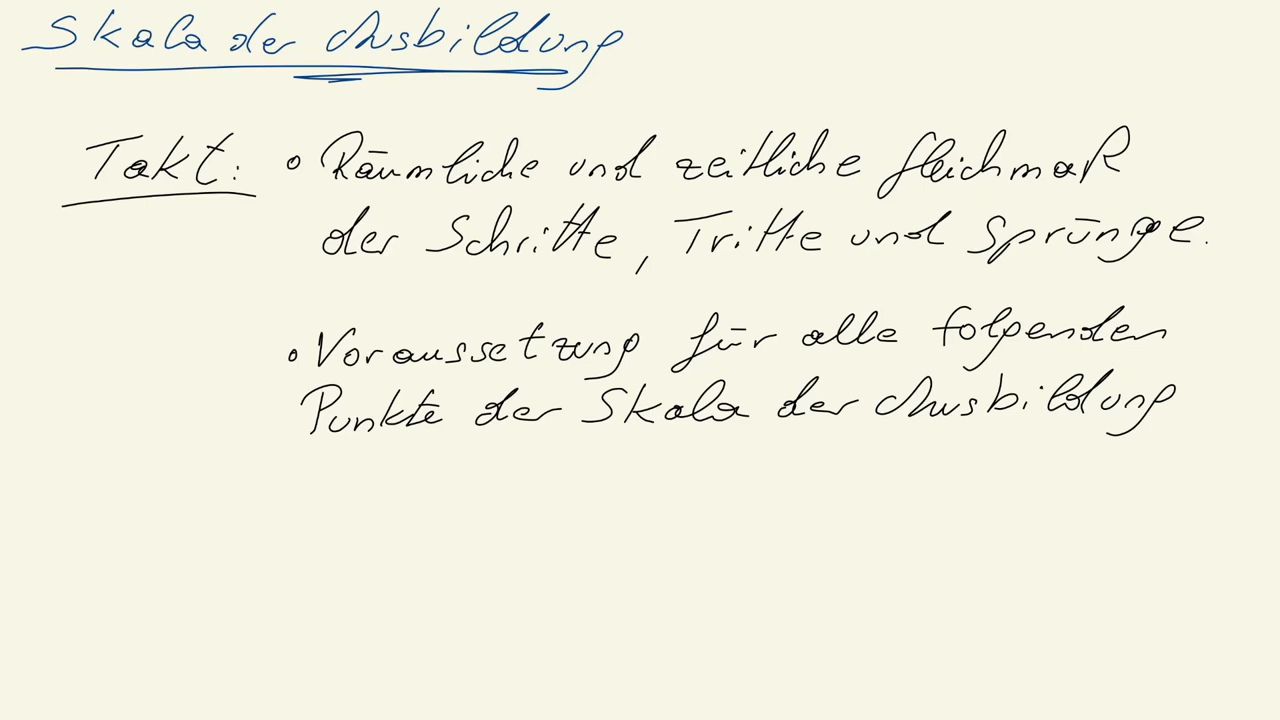 Skala der Ausbildung
Takt: • Räumliche und zeitliche Gleichmaß
der Schritte, Tritte und Sprünge.
• Voraussetzung für alle folgenden
Punkte der Skala der Ausbildung